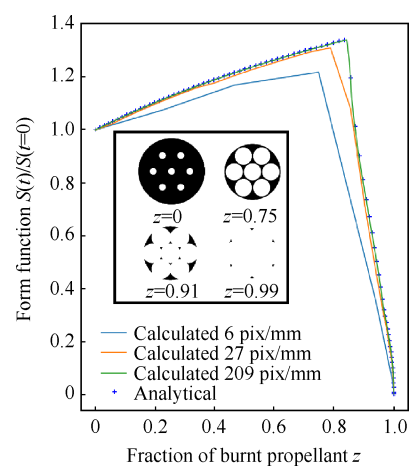 1.4
1.2
1.0
0.8
0.6
0.4
0.2
0
Form function S(t)/S(t=0)
z=0
z=0.75
z=0.91
z=0.99
Calculated 6 pix/mm
Calculated 27 pix/mm
Calculated 209 pix/mm
Analytical
0
0.2
0.4
0.6
0.8
1.0
Fraction of burnt propellant z